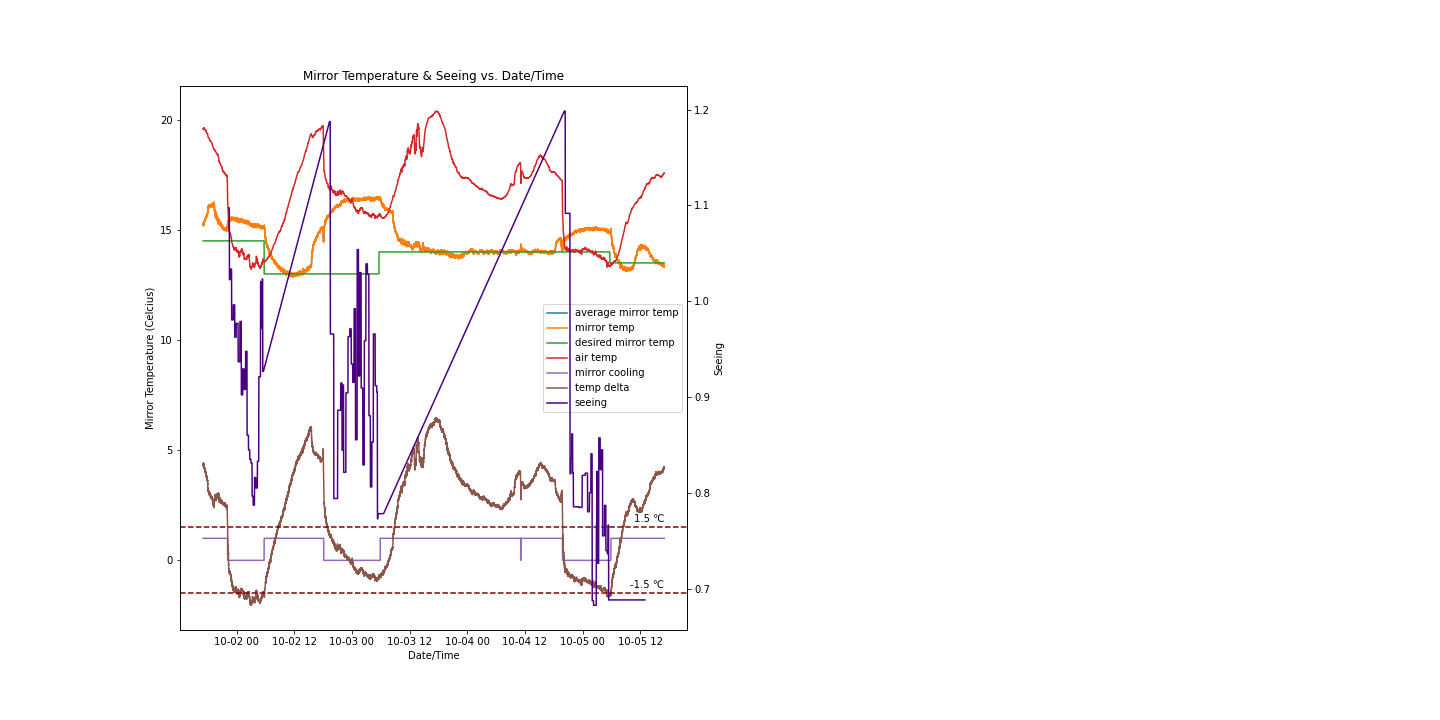 Mirror Temperature & Seeing vs. Date/Time
20
15
10
5
0
Mirror Temperature (Celcius)
1.2
1.1
1.0
0.9
0.8
0.7
Seeing
average mirror temp
mirror temp
desired mirror temp
air temp
mirror cooling
temp delta
seeing
1.5 °C
-1.5 °C
10-02 00 10-02 12 10-03 00 10-03 12 10-04 00 10-04 12 10-05 00 10-05 12
Date/Time